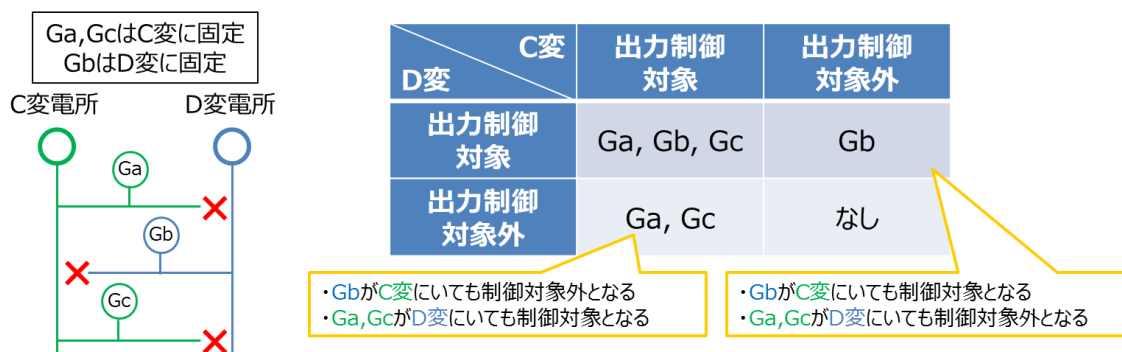 Ga,GcはC変に固定
GbはD変に固定
C変電所
D変電所
Ga
Gb
Gc
C変
D変
出力制御
対象
出力制御
対象外
出力制御
対象
Ga, Gb, Gc
Gb
出力制御
対象外
Ga, Gc
なし
・GbがC変にいても制御対象外となる
・Ga,GcがD変にいても制御対象となる
・GbがC変にいても制御対象となる
・Ga,GcがD変にいても制御対象外となる